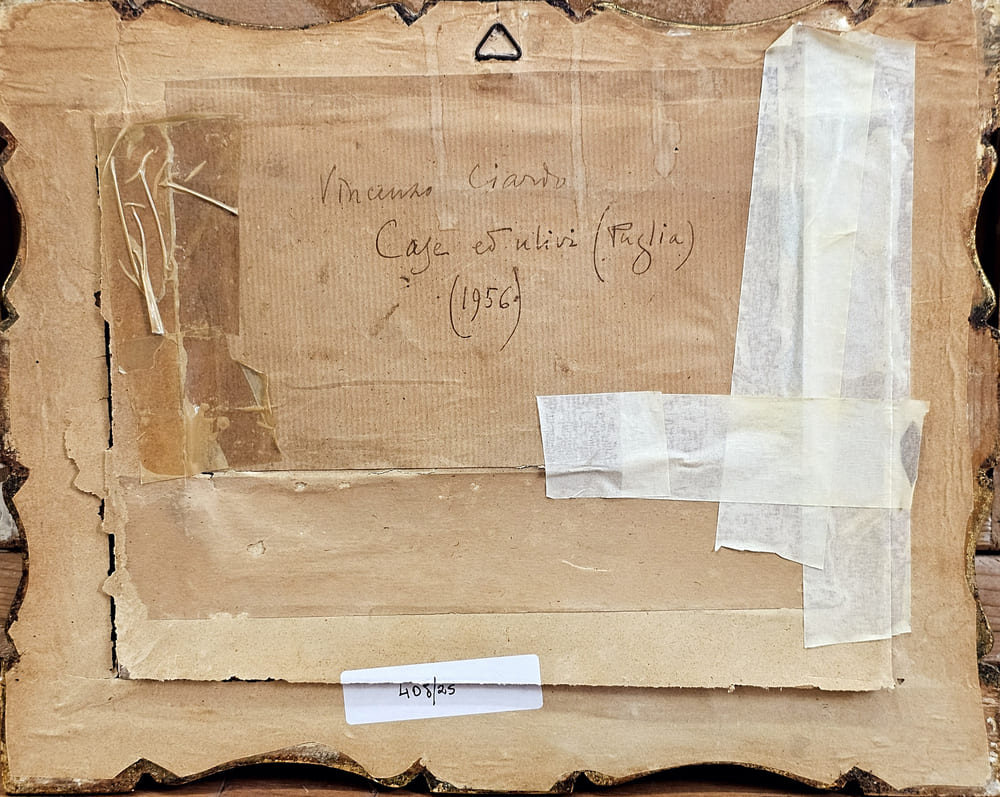 Vincenzo Ciardo
Case ed ulivi (Puglia)
(1956)
408/25